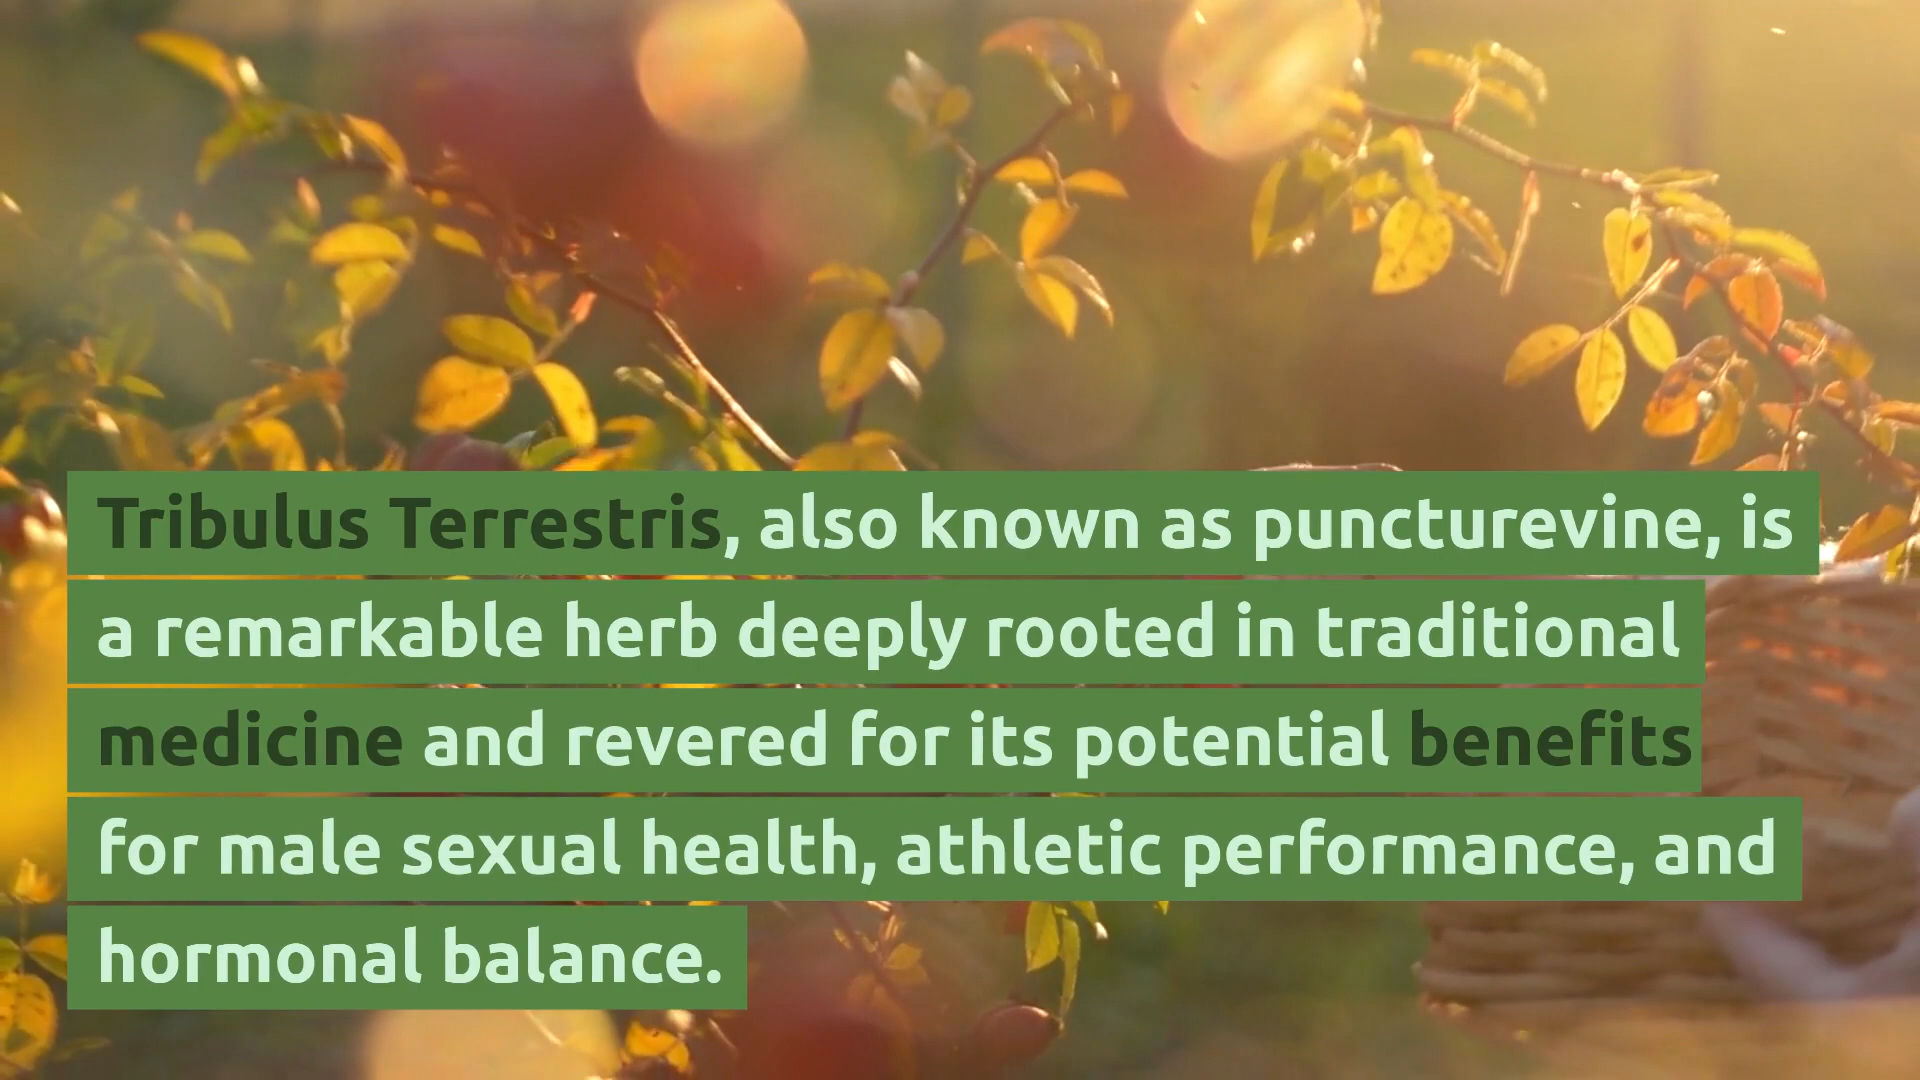 Tribulus Terrestris, also known as puncturevine, is
a remarkable herb deeply rooted in traditional
medicine and revered for its potential benefits
for male sexual health, athletic performance, and
hormonal balance.